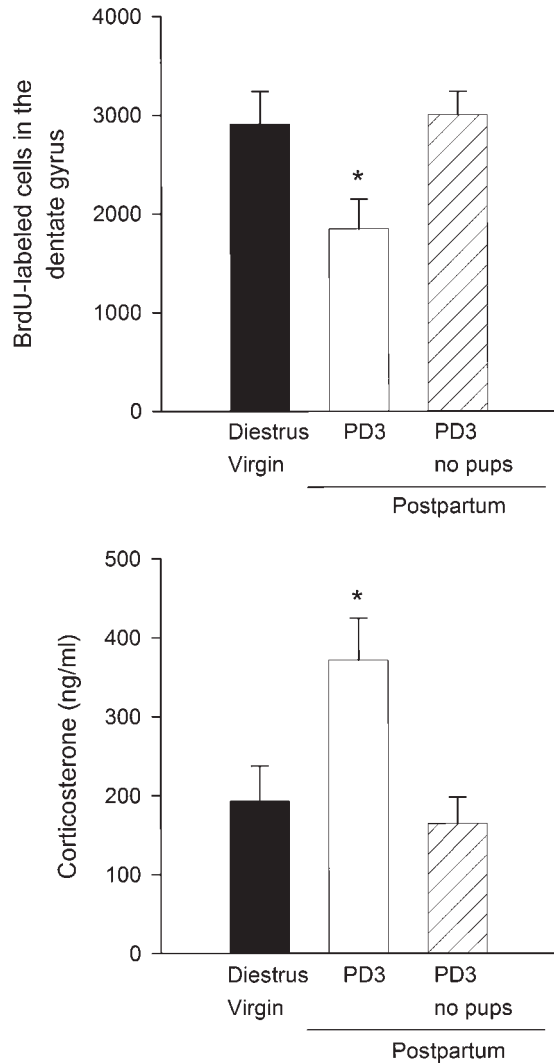 4000
3000
2000
1000
0
BrdU-labeled cells in the
dentate gyrus
*
Diestrus PD3 PD3
Virgin no pups
Postpartum
500
400
300
200
100
0
Corticosterone (ng/ml)
*
Diestrus PD3 PD3
Virgin no pups
Postpartum